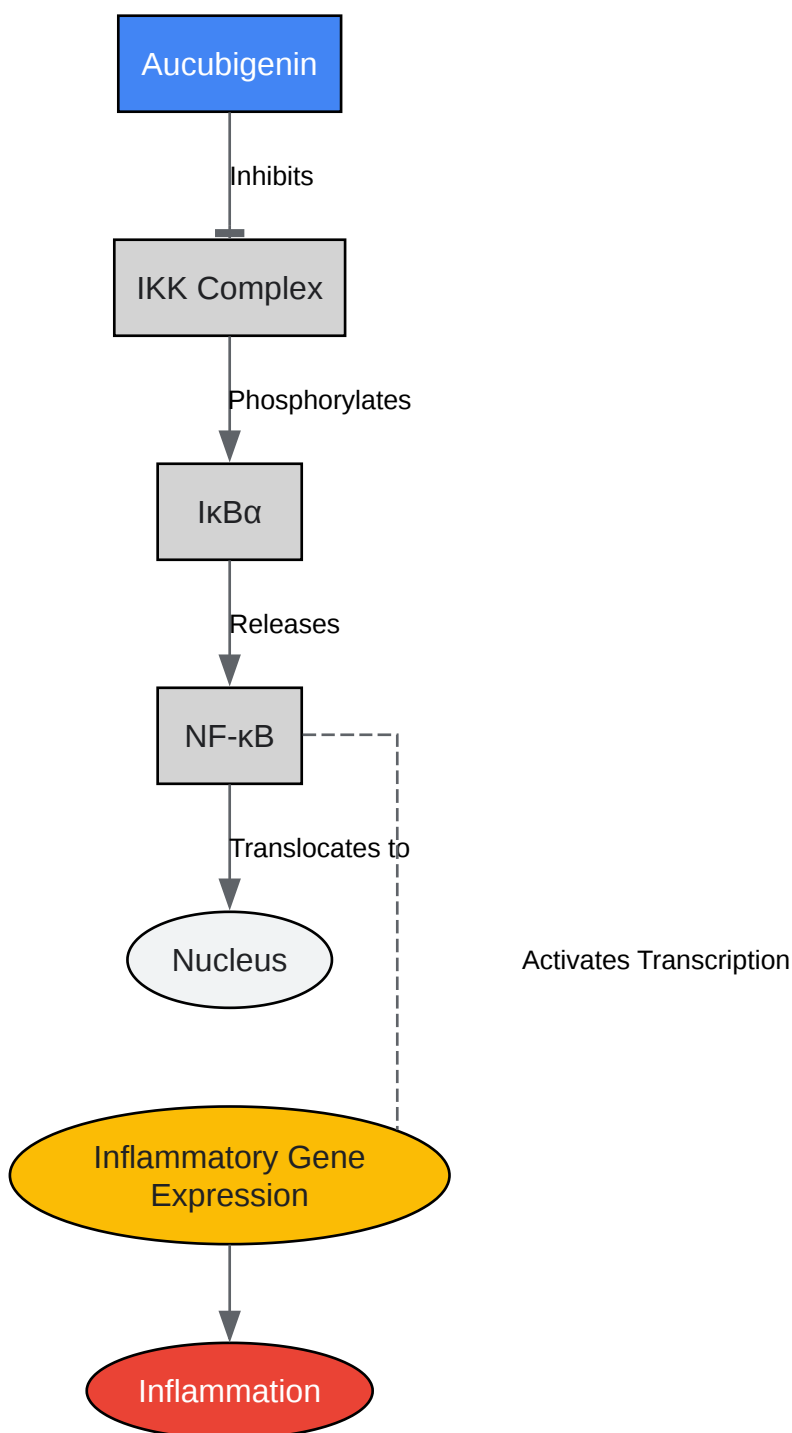 Aucubigenin
Inhibits
IKK Complex
Phosphorylates
IκBα
Releases
NF-κB
Translocates to
Nucleus
Activates Transcription
Inflammatory Gene
Expression
Inflammation